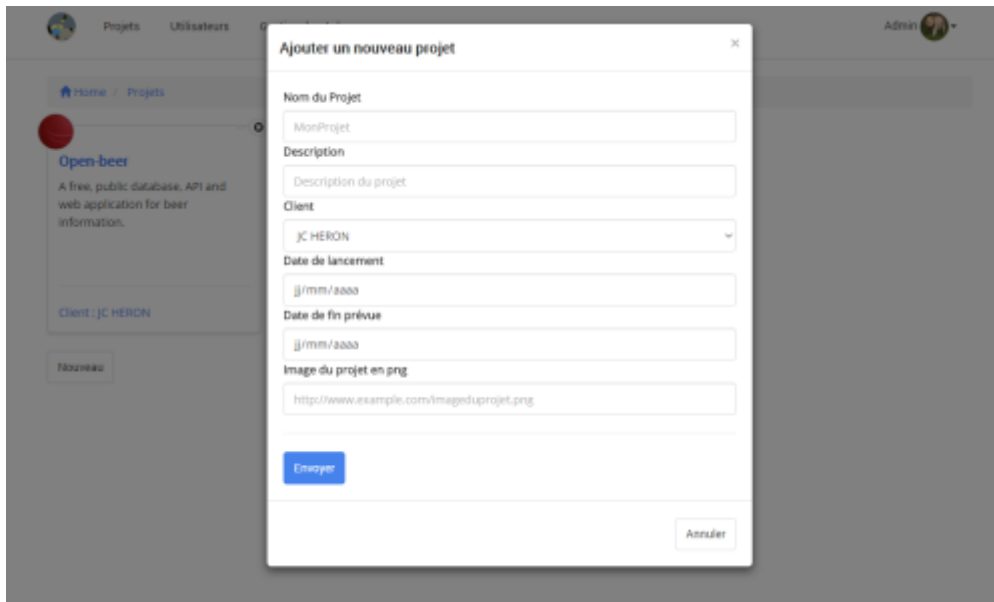 Projets Utilisateurs
Admin
Ajouter un nouveau projet ×
Home / Projets
Nom du Projet
MonProjet
Open-beer
A free, public database, API and
web application for beer
information.
Client : JC HERON
Nouveau
Description
Description du projet
Client
JC HERON
Date de lancement
jj/mm/aaaa
Date de fin prévue
jj/mm/aaaa
Image du projet en png
http://www.example.com/imageduprojet.png
Envoyer
Annuler